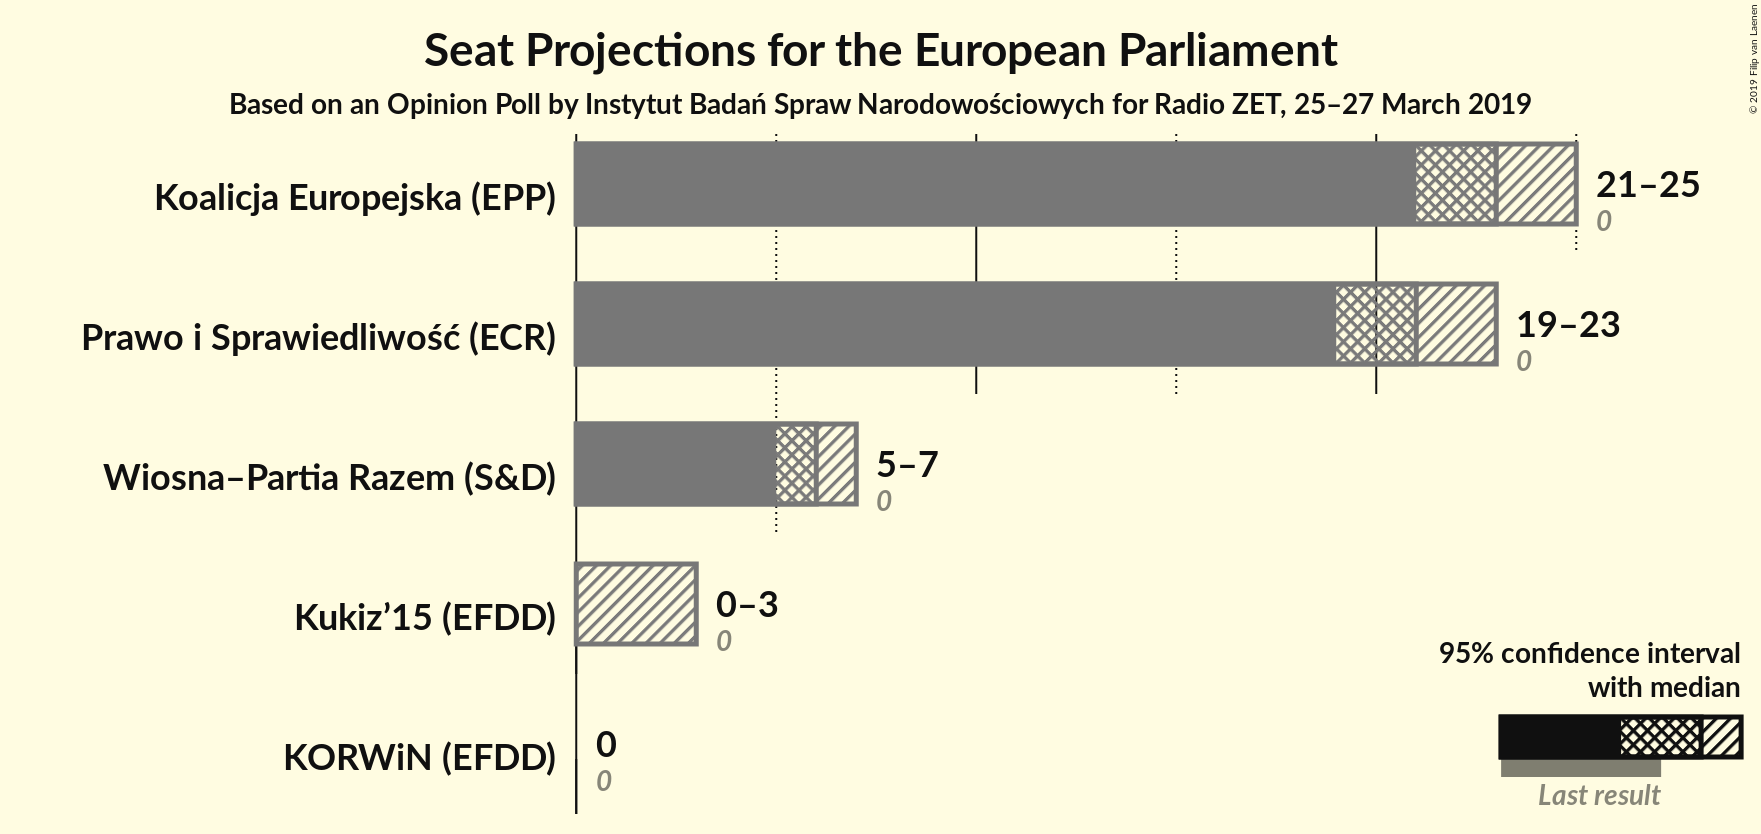 Seat Projections for the European Parliament
Based on an Opinion Poll by Instytut Badań Spraw Narodowościowych for Radio ZET, 25–27 March 2019
© 2019 Filip van Laenen
Koalicja Europejska (EPP)
21–25
0
Prawo i Sprawiedliwość (ECR)
19–23
0
Wiosna–Partia Razem (S&D)
5–7
0
Kukiz’15 (EFDD)
0–3
0
KORWiN (EFDD)
0
0
95% confidence interval
with median
Last result